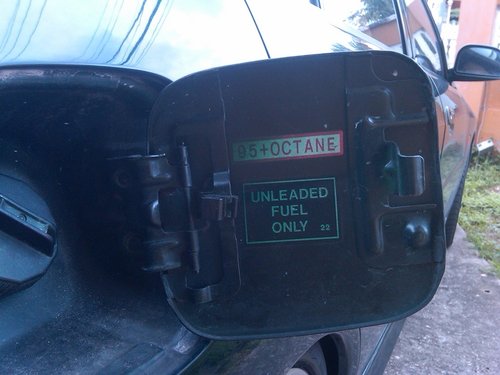 95+OCTANE
UNLEADED
FUEL
ONLY 22